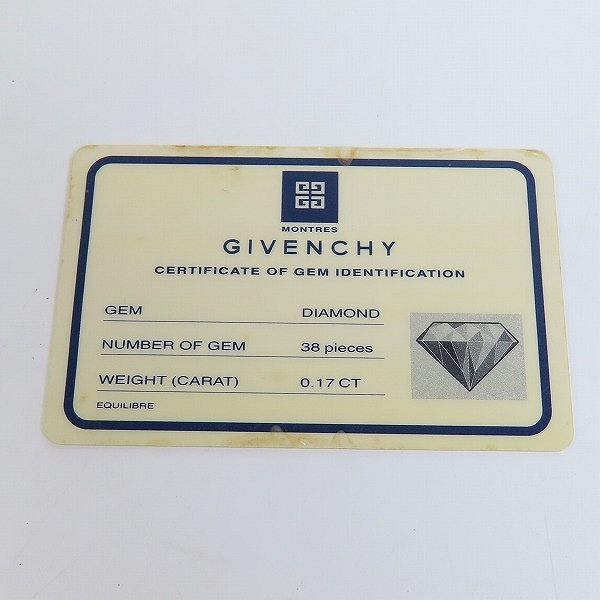 MONTRES
GIVENCHY
CERTIFICATE OF GEM IDENTIFICATION
GEM DIAMOND
NUMBER OF GEM 38 pieces
WEIGHT (CARAT) 0.17 CT
EQUILIBRE